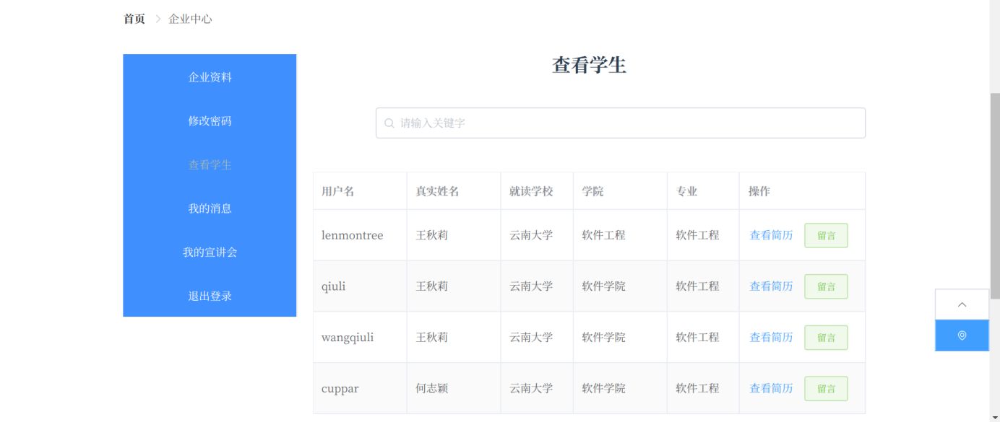 首页 > 企业中心
企业资料
修改密码
查看学生
我的消息
我的宣讲会
退出登录
查看学生
请输入关键字
用户名 真实姓名 就读学校 学院 专业 操作
lenmontree 王秋莉 云南大学 软件工程 软件工程 查看简历 留言
qiuli 王秋莉 云南大学 软件学院 软件工程 查看简历 留言
wangqiuli 王秋莉 云南大学 软件学院 软件工程 查看简历 留言
cuppar 何志颖 云南大学 软件学院 软件工程 查看简历 留言